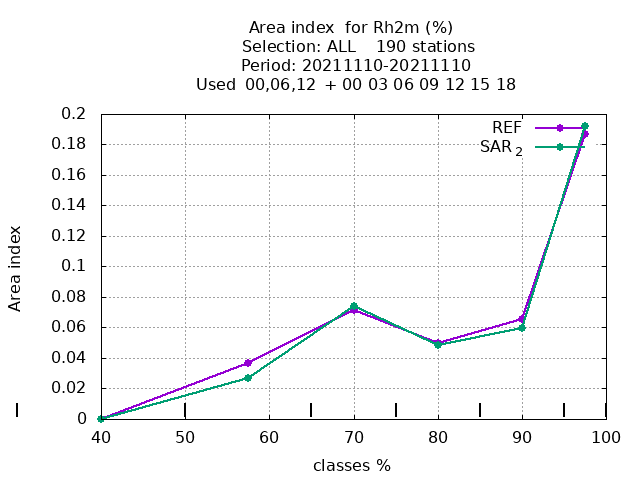 Area index  for Rh2m (%)
Selection: ALL    190 stations
Period: 20211110-20211110
Used  00,06,12  + 00 03 06 09 12 15 18
0.2
0.18
0.16
0.14
0.12
0.1
0.08
0.06
0.04
0.02
0
Area index
REF
SAR 2
40 50 60 70 80 90 100
classes %